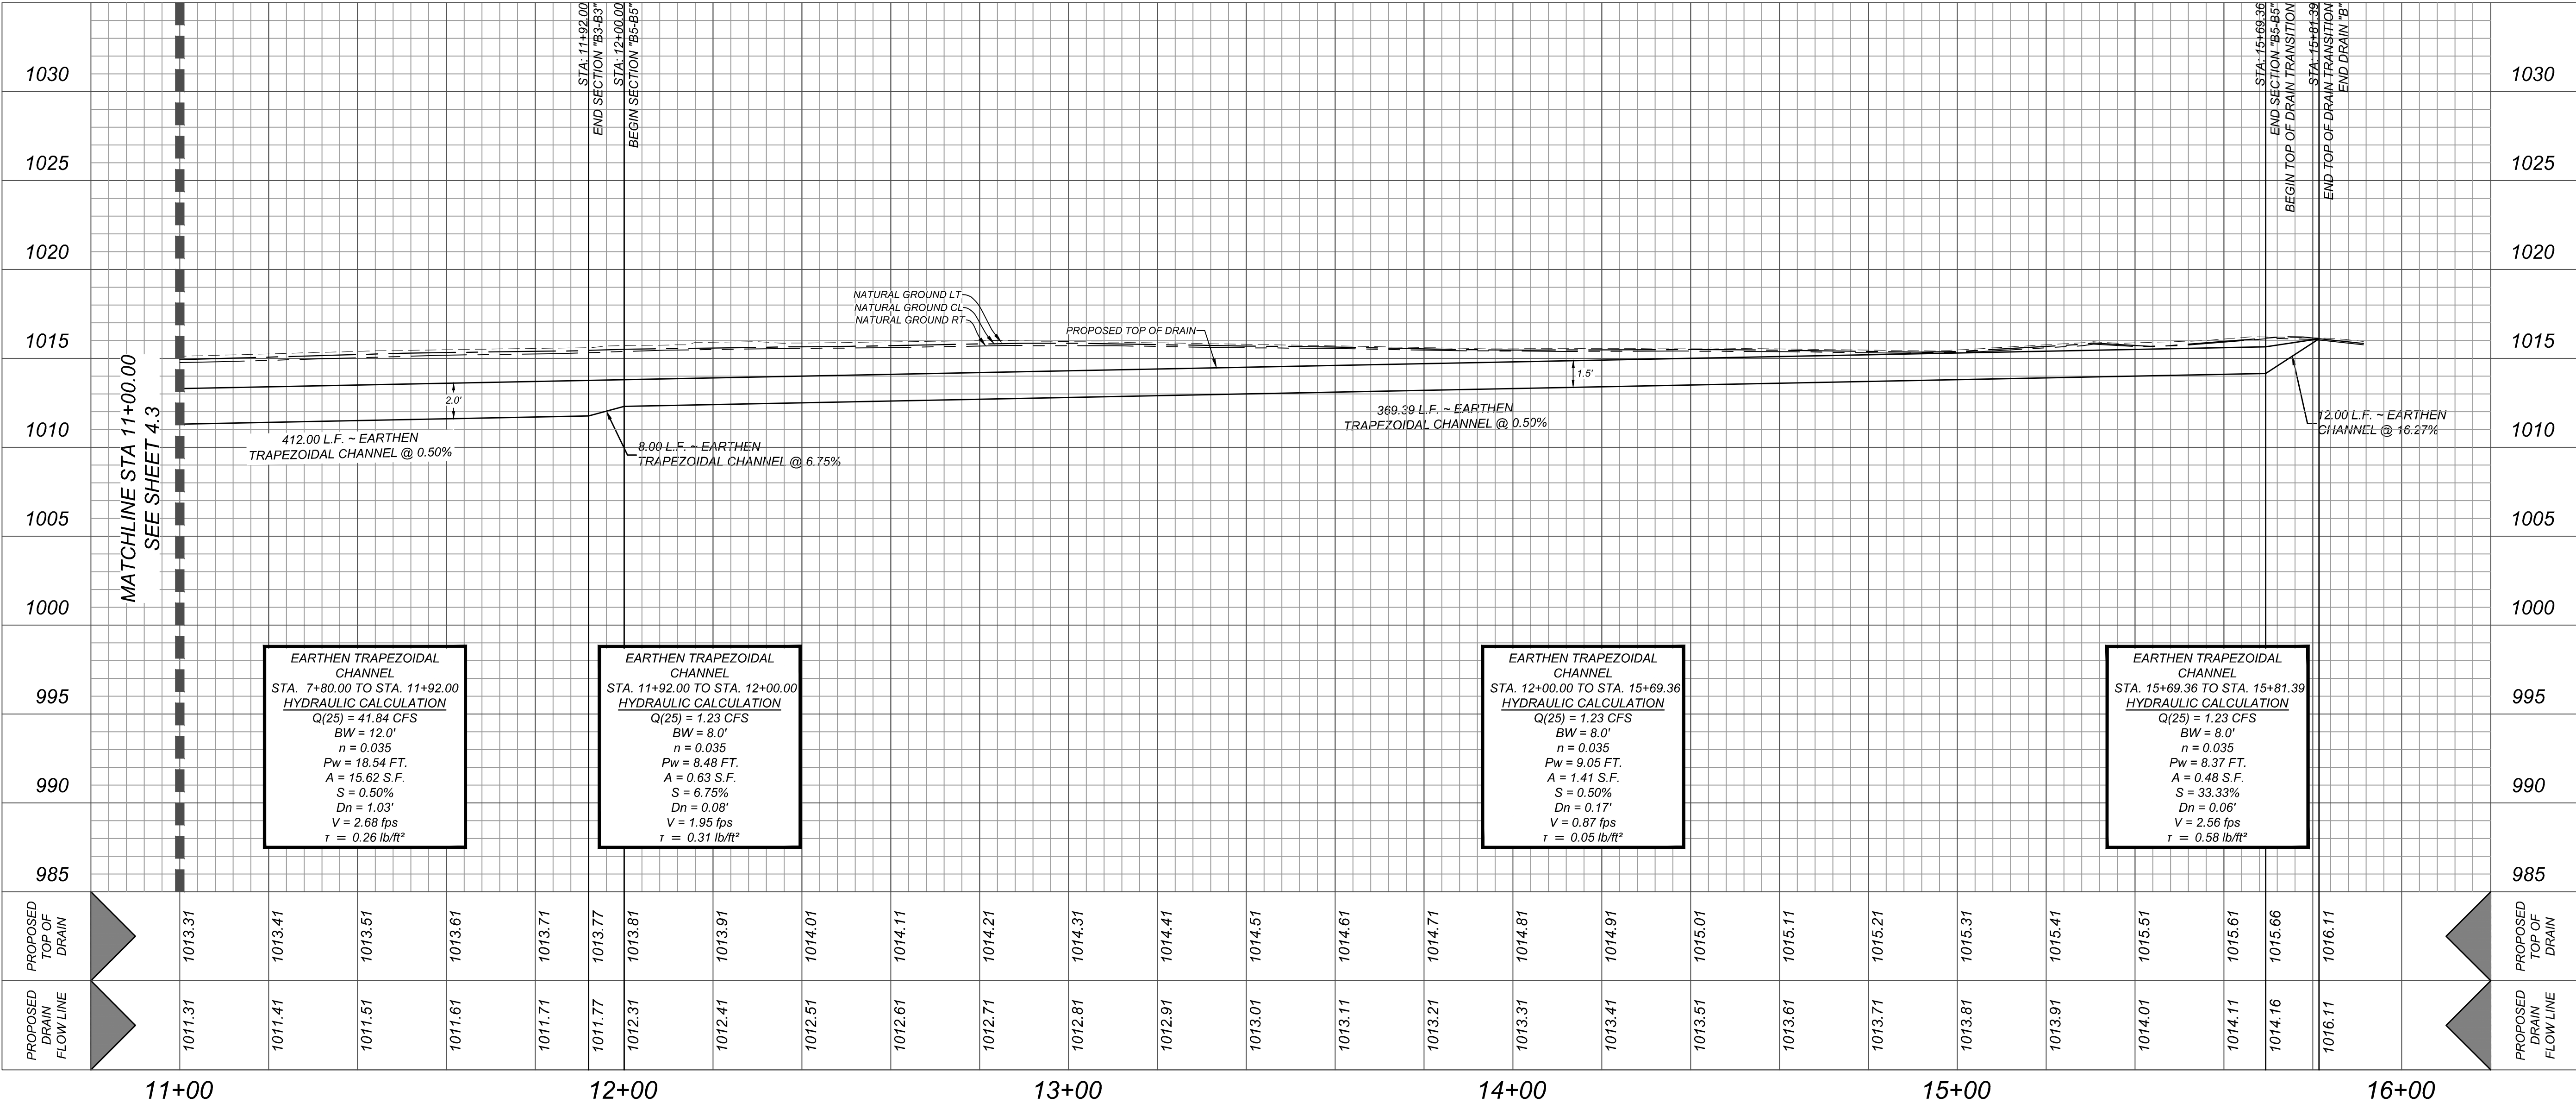 STA: 11+92.00
END SECTION "B3-B3"
STA: 12+00.00
BEGIN SECTION "B5-B5"
STA: 15+69.36
END SECTION "B5-B5"
BEGIN TOP OF DRAIN TRANSITION
STA: 15+81.39
END TOP OF DRAIN TRANSITION
END DRAIN "B"
1030
1025
1020
1015
1010
1005
1000
995
990
985
1030
1025
1020
1015
1010
1005
1000
995
990
985
MATCHLINE STA 11+00.00
SEE SHEET 4.3
NATURAL GROUND LT
NATURAL GROUND CL
NATURAL GROUND RT
PROPOSED TOP OF DRAIN
2.0'
1.5'
412.00 L.F. ~ EARTHEN
TRAPEZOIDAL CHANNEL @ 0.50%
8.00 L.F. ~ EARTHEN
TRAPEZOIDAL CHANNEL @ 6.75%
369.39 L.F. ~ EARTHEN
TRAPEZOIDAL CHANNEL @ 0.50%
12.00 L.F. ~ EARTHEN
CHANNEL @ 16.27%
EARTHEN TRAPEZOIDAL
CHANNEL
STA. 7+80.00 TO STA. 11+92.00
HYDRAULIC CALCULATION
Q(25) = 41.84 CFS
BW = 12.0'
n = 0.035
Pw = 18.54 FT.
A = 15.62 S.F.
S = 0.50%
Dn = 1.03'
V = 2.68 fps
τ = 0.26 lb/ft²
EARTHEN TRAPEZOIDAL
CHANNEL
STA. 11+92.00 TO STA. 12+00.00
HYDRAULIC CALCULATION
Q(25) = 1.23 CFS
BW = 8.0'
n = 0.035
Pw = 8.48 FT.
A = 0.63 S.F.
S = 6.75%
Dn = 0.08'
V = 1.95 fps
τ = 0.31 lb/ft²
EARTHEN TRAPEZOIDAL
CHANNEL
STA. 12+00.00 TO STA. 15+69.36
HYDRAULIC CALCULATION
Q(25) = 1.23 CFS
BW = 8.0'
n = 0.035
Pw = 9.05 FT.
A = 1.41 S.F.
S = 0.50%
Dn = 0.17'
V = 0.87 fps
τ = 0.05 lb/ft²
EARTHEN TRAPEZOIDAL
CHANNEL
STA. 15+69.36 TO STA. 15+81.39
HYDRAULIC CALCULATION
Q(25) = 1.23 CFS
BW = 8.0'
n = 0.035
Pw = 8.37 FT.
A = 0.48 S.F.
S = 33.33%
Dn = 0.06'
V = 2.56 fps
τ = 0.58 lb/ft²
PROPOSED
TOP OF
DRAIN
1013.31
1013.41
1013.51
1013.61
1013.71
1013.77
1013.81
1013.91
1014.01
1014.11
1014.21
1014.31
1014.41
1014.51
1014.61
1014.71
1014.81
1014.91
1015.01
1015.11
1015.21
1015.31
1015.41
1015.51
1015.61
1015.66
1016.11
PROPOSED
TOP OF
DRAIN
PROPOSED
DRAIN
FLOW LINE
1011.31
1011.41
1011.51
1011.61
1011.71
1011.77
1012.31
1012.41
1012.51
1012.61
1012.71
1012.81
1012.91
1013.01
1013.11
1013.21
1013.31
1013.41
1013.51
1013.61
1013.71
1013.81
1013.91
1014.01
1014.11
1014.16
1016.11
PROPOSED
DRAIN
FLOW LINE
11+00
12+00
13+00
14+00
15+00
16+00